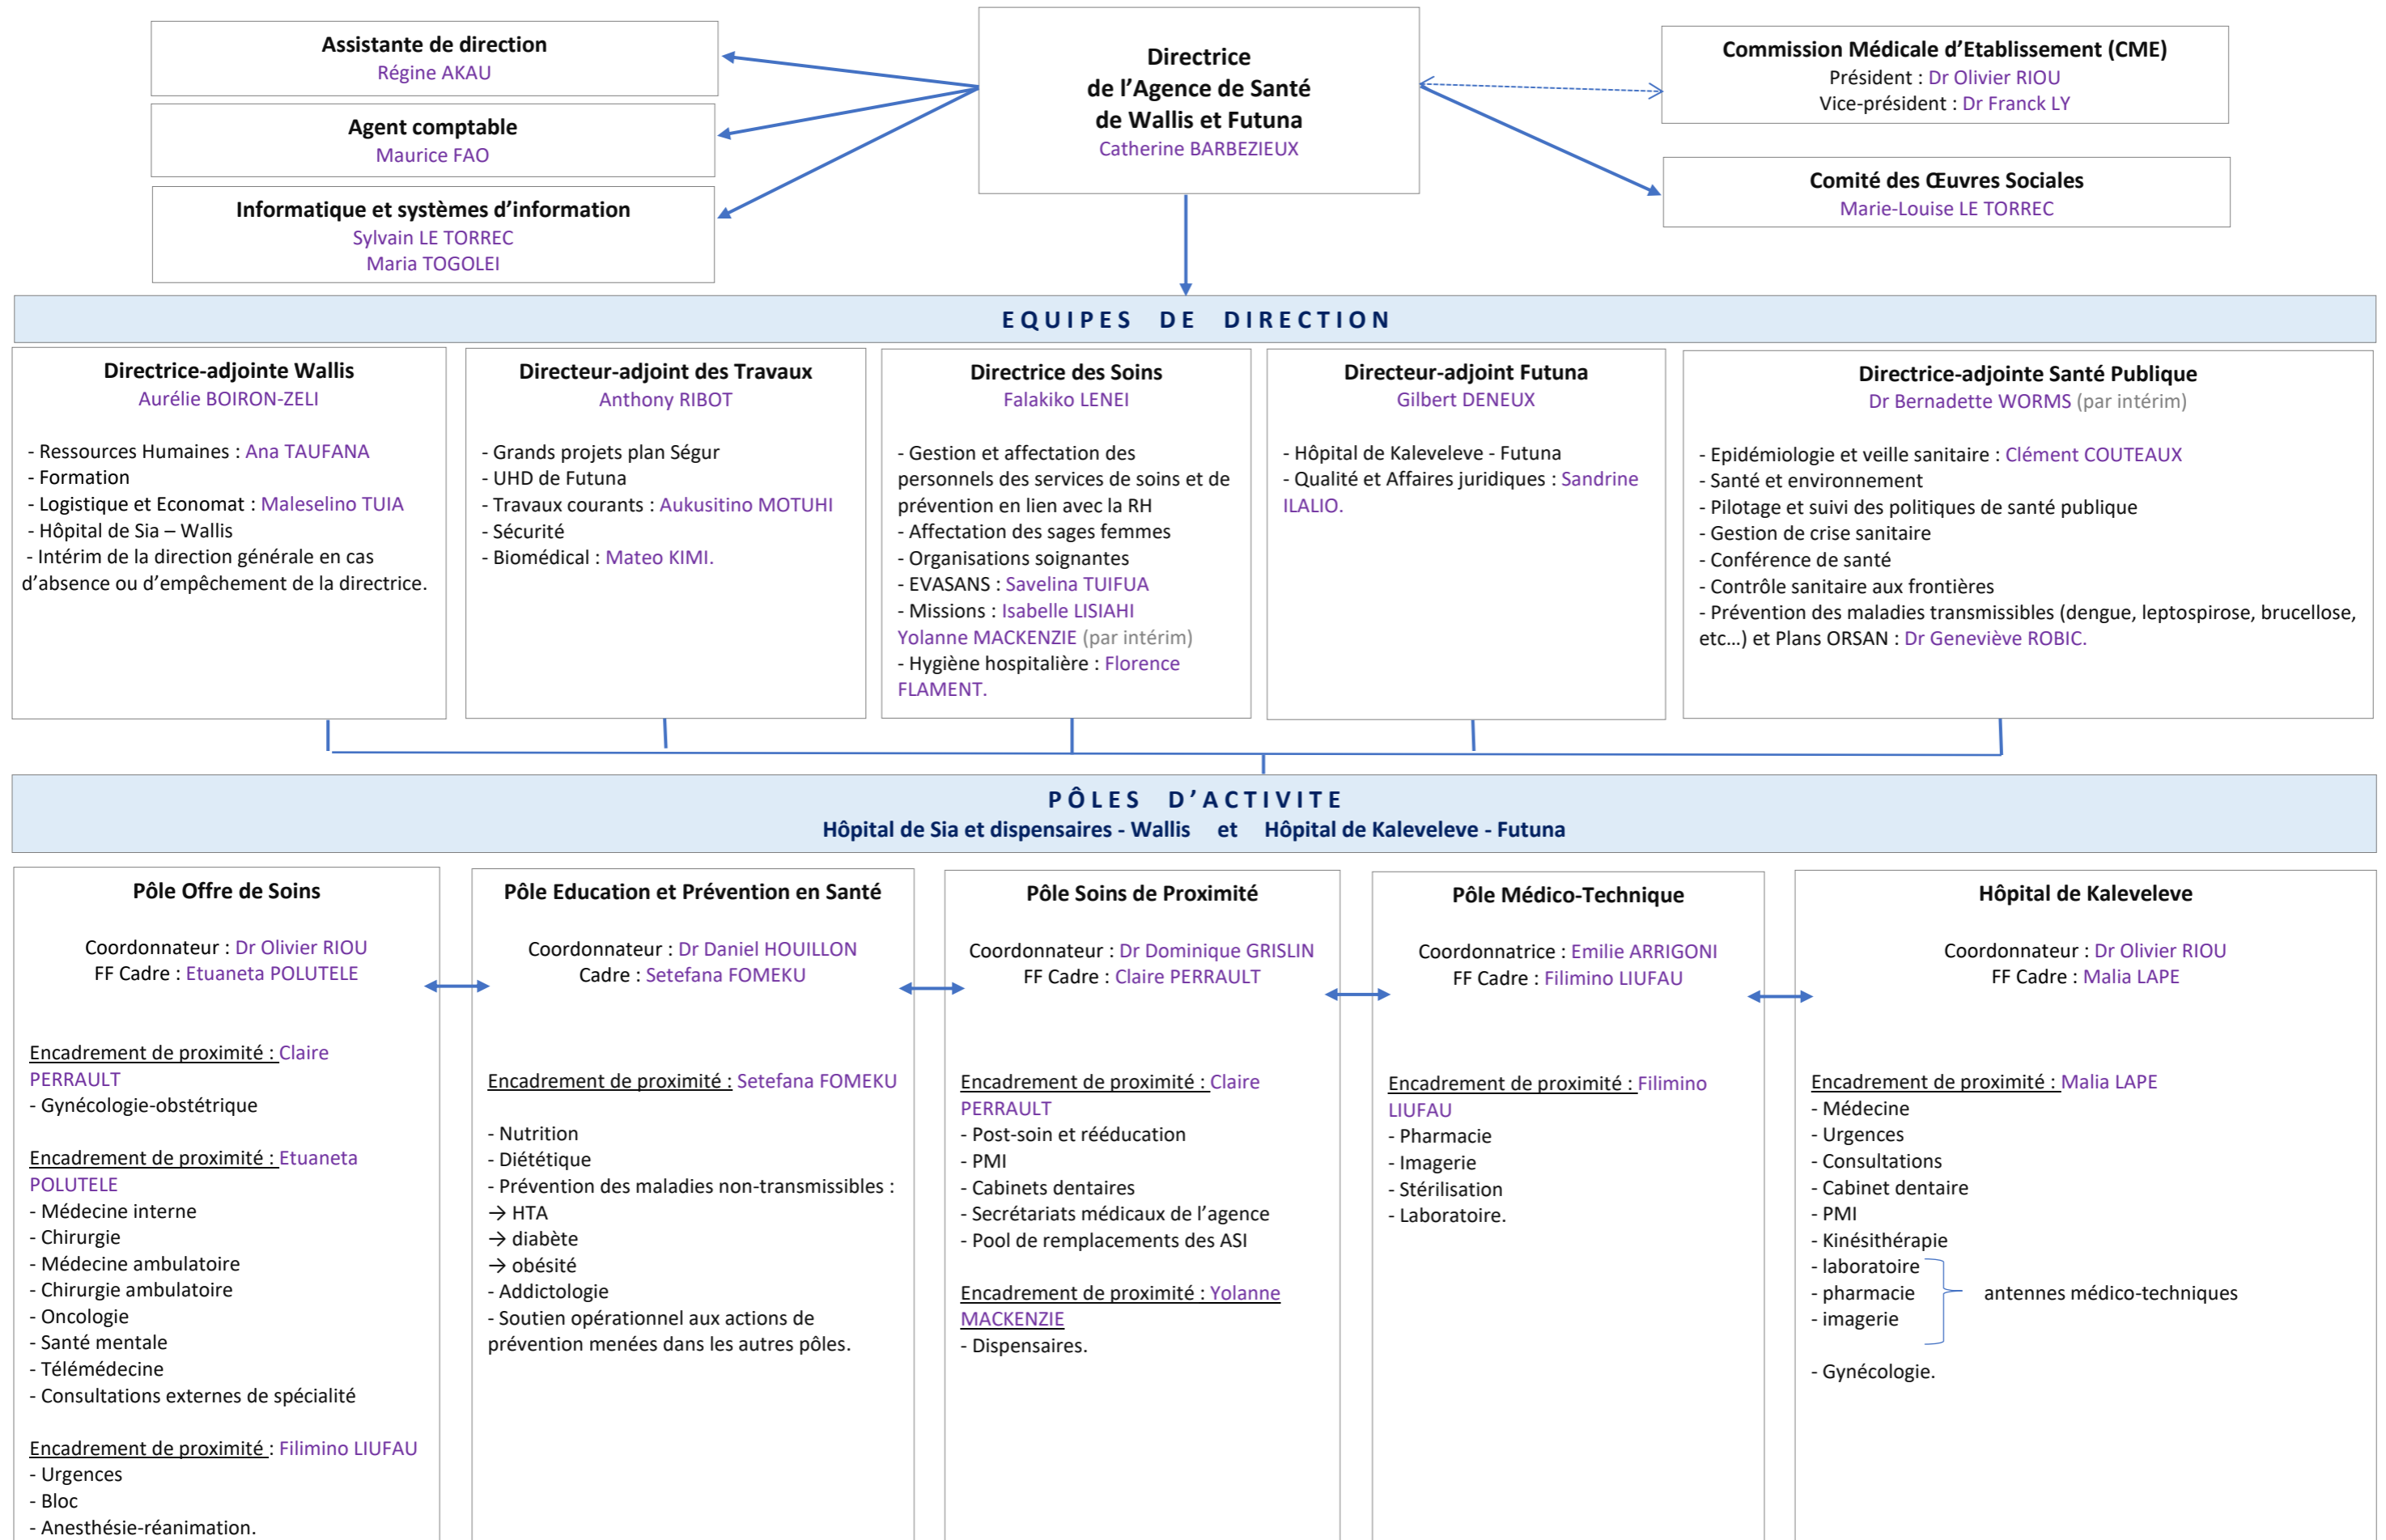 Assistante de direction
Régine AKAU
Agent comptable
Maurice FAO
Informatique et systèmes d’information
Sylvain LE TORREC
Maria TOGOLEI
Directrice
de l’Agence de Santé
de Wallis et Futuna
Catherine BARBEZIEUX
Commission Médicale d’Etablissement (CME)
Président : Dr Olivier RIOU
Vice-président : Dr Franck LY
Comité des Œuvres Sociales
Marie-Louise LE TORREC
EQUIPES DE DIRECTION
Directrice-adjointe Wallis
Aurélie BOIRON-ZELI
- Ressources Humaines : Ana TAUFANA
- Formation
- Logistique et Economat : Maleselino TUIA
- Hôpital de Sia – Wallis
- Intérim de la direction générale en cas
d’absence ou d’empêchement de la directrice.
Directeur-adjoint des Travaux
Anthony RIBOT
- Grands projets plan Ségur
- UHD de Futuna
- Travaux courants : Aukusitino MOTUHI
- Sécurité
- Biomédical : Mateo KIMI.
Directrice des Soins
Falakiko LENEI
- Gestion et affectation des
personnels des services de soins et de
prévention en lien avec la RH
- Affectation des sages femmes
- Organisations soignantes
- EVASANS : Savelina TUIFUA
- Missions : Isabelle LISIAHI
Yolanne MACKENZIE (par intérim)
- Hygiène hospitalière : Florence
FLAMENT.
Directeur-adjoint Futuna
Gilbert DENEUX
- Hôpital de Kaleveleve - Futuna
- Qualité et Affaires juridiques : Sandrine
ILALIO.
Directrice-adjointe Santé Publique
Dr Bernadette WORMS (par intérim)
- Epidémiologie et veille sanitaire : Clément COUTEAUX
- Santé et environnement
- Pilotage et suivi des politiques de santé publique
- Gestion de crise sanitaire
- Conférence de santé
- Contrôle sanitaire aux frontières
- Prévention des maladies transmissibles (dengue, leptospirose, brucellose,
etc…) et Plans ORSAN : Dr Geneviève ROBIC.
PÔLES D’ACTIVITE
Hôpital de Sia et dispensaires - Wallis et Hôpital de Kaleveleve - Futuna
Pôle Offre de Soins
Coordonnateur : Dr Olivier RIOU
FF Cadre : Etuaneta POLUTELE
Encadrement de proximité : Claire
PERRAULT
- Gynécologie-obstétrique
Encadrement de proximité : Etuaneta
POLUTELE
- Médecine interne
- Chirurgie
- Médecine ambulatoire
- Chirurgie ambulatoire
- Oncologie
- Santé mentale
- Télémédecine
- Consultations externes de spécialité
Encadrement de proximité : Filimino LIUFAU
- Urgences
- Bloc
- Anesthésie-réanimation.
Pôle Education et Prévention en Santé
Coordonnateur : Dr Daniel HOUILLON
Cadre : Setefana FOMEKU
Encadrement de proximité : Setefana FOMEKU
- Nutrition
- Diététique
- Prévention des maladies non-transmissibles :
→ HTA
→ diabète
→ obésité
- Addictologie
- Soutien opérationnel aux actions de
prévention menées dans les autres pôles.
Pôle Soins de Proximité
Coordonnateur : Dr Dominique GRISLIN
FF Cadre : Claire PERRAULT
Encadrement de proximité : Claire
PERRAULT
- Post-soin et rééducation
- PMI
- Cabinets dentaires
- Secrétariats médicaux de l’agence
- Pool de remplacements des ASI
Encadrement de proximité : Yolanne
MACKENZIE
- Dispensaires.
Pôle Médico-Technique
Coordonnatrice : Emilie ARRIGONI
FF Cadre : Filimino LIUFAU
Encadrement de proximité : Filimino
LIUFAU
- Pharmacie
- Imagerie
- Stérilisation
- Laboratoire.
Hôpital de Kaleveleve
Coordonnateur : Dr Olivier RIOU
FF Cadre : Malia LAPE
Encadrement de proximité : Malia LAPE
- Médecine
- Urgences
- Consultations
- Cabinet dentaire
- PMI
- Kinésithérapie
- laboratoire
- pharmacie antennes médico-techniques
- imagerie
- Gynécologie.